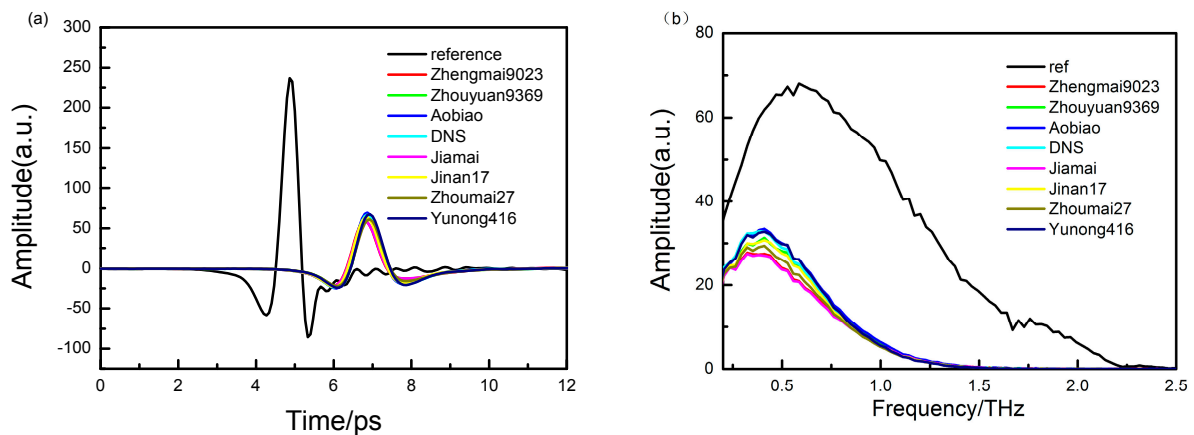 (a)
300
250
200
150
100
50
0
-50
-100
Amplitude(a.u.)
reference
Zhengmai9023
Zhouyuan9369
Aobiao
DNS
Jiamai
Jinan17
Zhoumai27
Yunong416
0 2 4 6 8 10 12
Time/ps
（b）
80
60
40
20
0
Amplitude(a.u.)
ref
Zhengmai9023
Zhouyuan9369
Aobiao
DNS
Jiamai
Jinan17
Zhoumai27
Yunong416
0.5 1.0 1.5 2.0 2.5
Frequency/THz